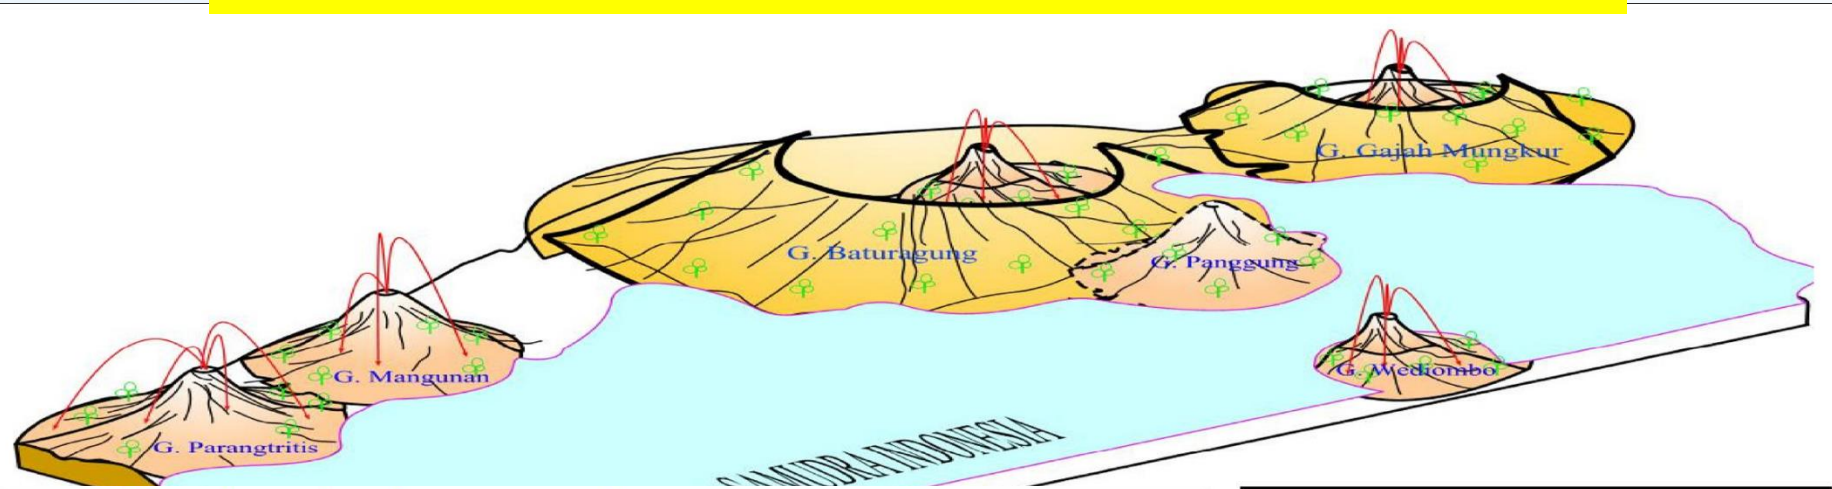 G. Gajah Mungkur
G. Baturagung
G. Panggung
G. Mangunan
G. Wediombo
G. Parangtritis
SAMUDRA INDONESIA